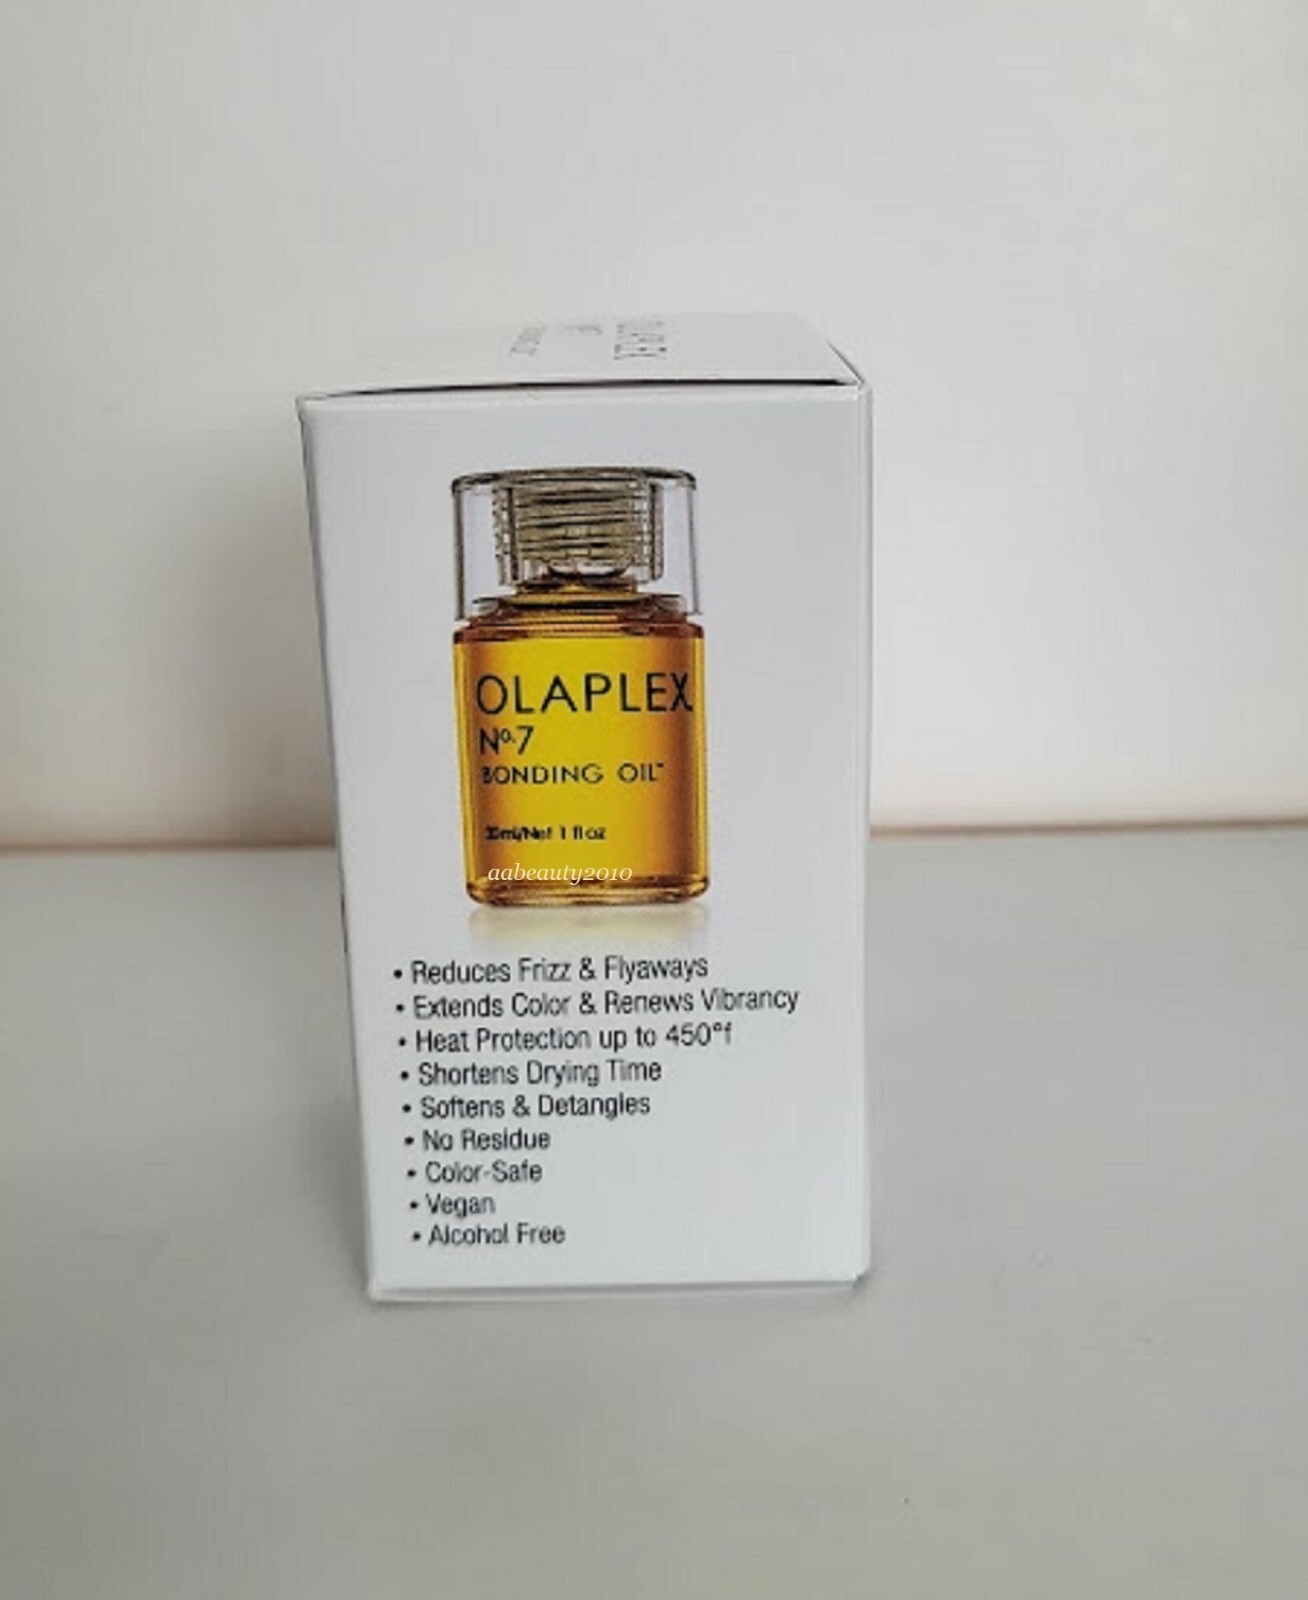 OLAPLEX
OLAPLEX
Nº.7
BONDING OIL™
30ml/Net 1 fl oz
aabeauty2010
• Reduces Frizz & Flyaways
• Extends Color & Renews Vibrancy
• Heat Protection up to 450°f
• Shortens Drying Time
• Softens & Detangles
• No Residue
• Color-Safe
• Vegan
• Alcohol Free